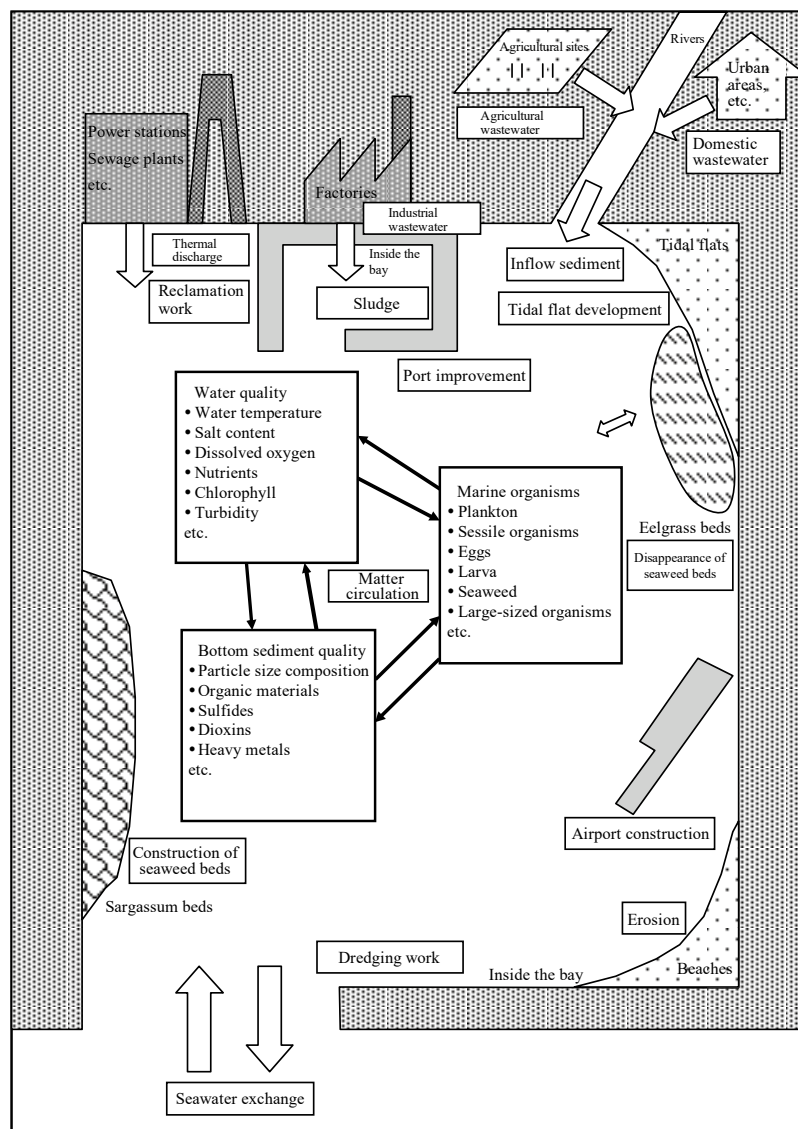 Agricultural sites
Rivers
Urban
areas,
etc.
Power stations
Sewage plants
etc.
Agricultural
wastewater
Domestic
wastewater
Factories
Industrial
wastewater
Thermal
discharge
Inside the
bay
Tidal flats
Inflow sediment
Reclamation
work
Sludge
Tidal flat development
Port improvement
Water quality
• Water temperature
• Salt content
• Dissolved oxygen
• Nutrients
• Chlorophyll
• Turbidity
etc.
Marine organisms
• Plankton
• Sessile organisms
• Eggs
• Larva
• Seaweed
• Large-sized organisms
etc.
Eelgrass beds
Disappearance of
seaweed beds
Matter
circulation
Bottom sediment quality
• Particle size composition
• Organic materials
• Sulfides
• Dioxins
• Heavy metals
etc.
Airport construction
Construction of
seaweed beds
Sargassum beds
Erosion
Dredging work
Inside the bay
Beaches
Seawater exchange